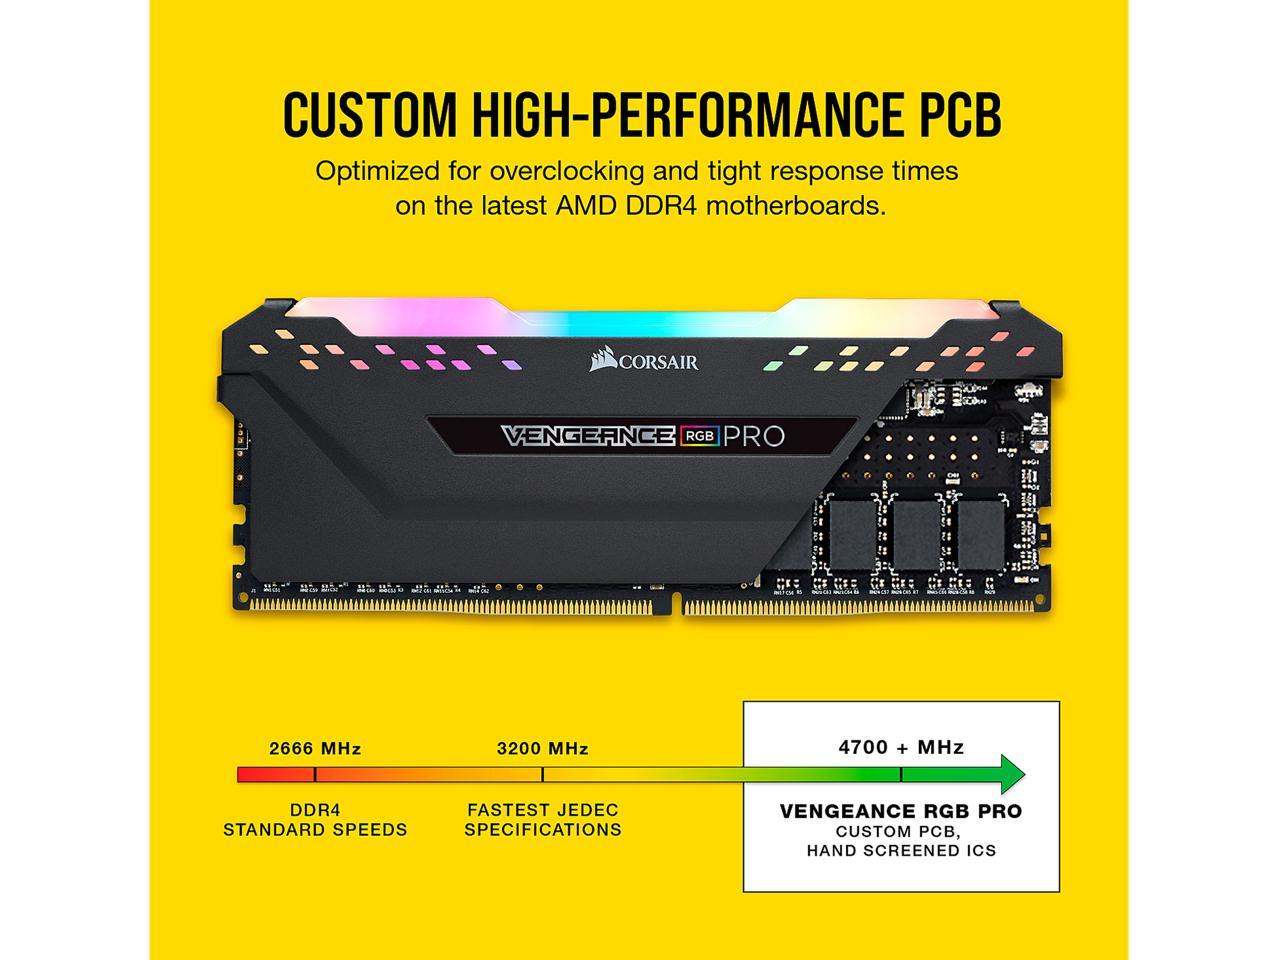 CUSTOM HIGH-PERFORMANCE PCB
Optimized for overclocking and tight response times
on the latest AMD DDR4 motherboards.
CORSAIR
VENGEANCE RGB PRO
2666 MHz
3200 MHz
4700 + MHz
DDR4
STANDARD SPEEDS
FASTEST JEDEC
SPECIFICATIONS
VENGEANCE RGB PRO
CUSTOM PCB,
HAND SCREENED ICS